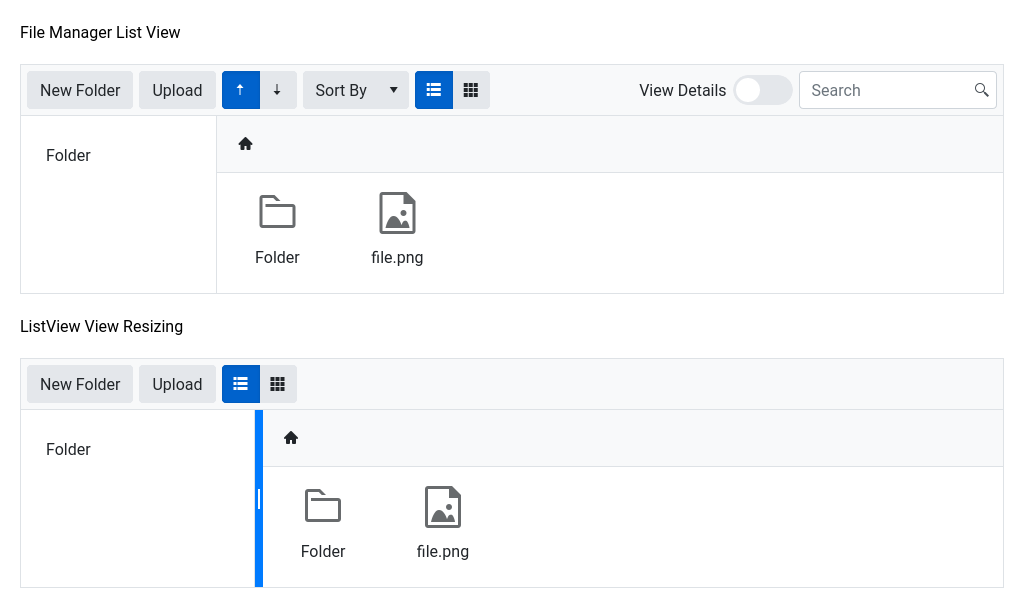 File Manager List View
New Folder Upload Sort By View Details Search
Folder
Folder file.png
ListView View Resizing
New Folder Upload
Folder
Folder file.png